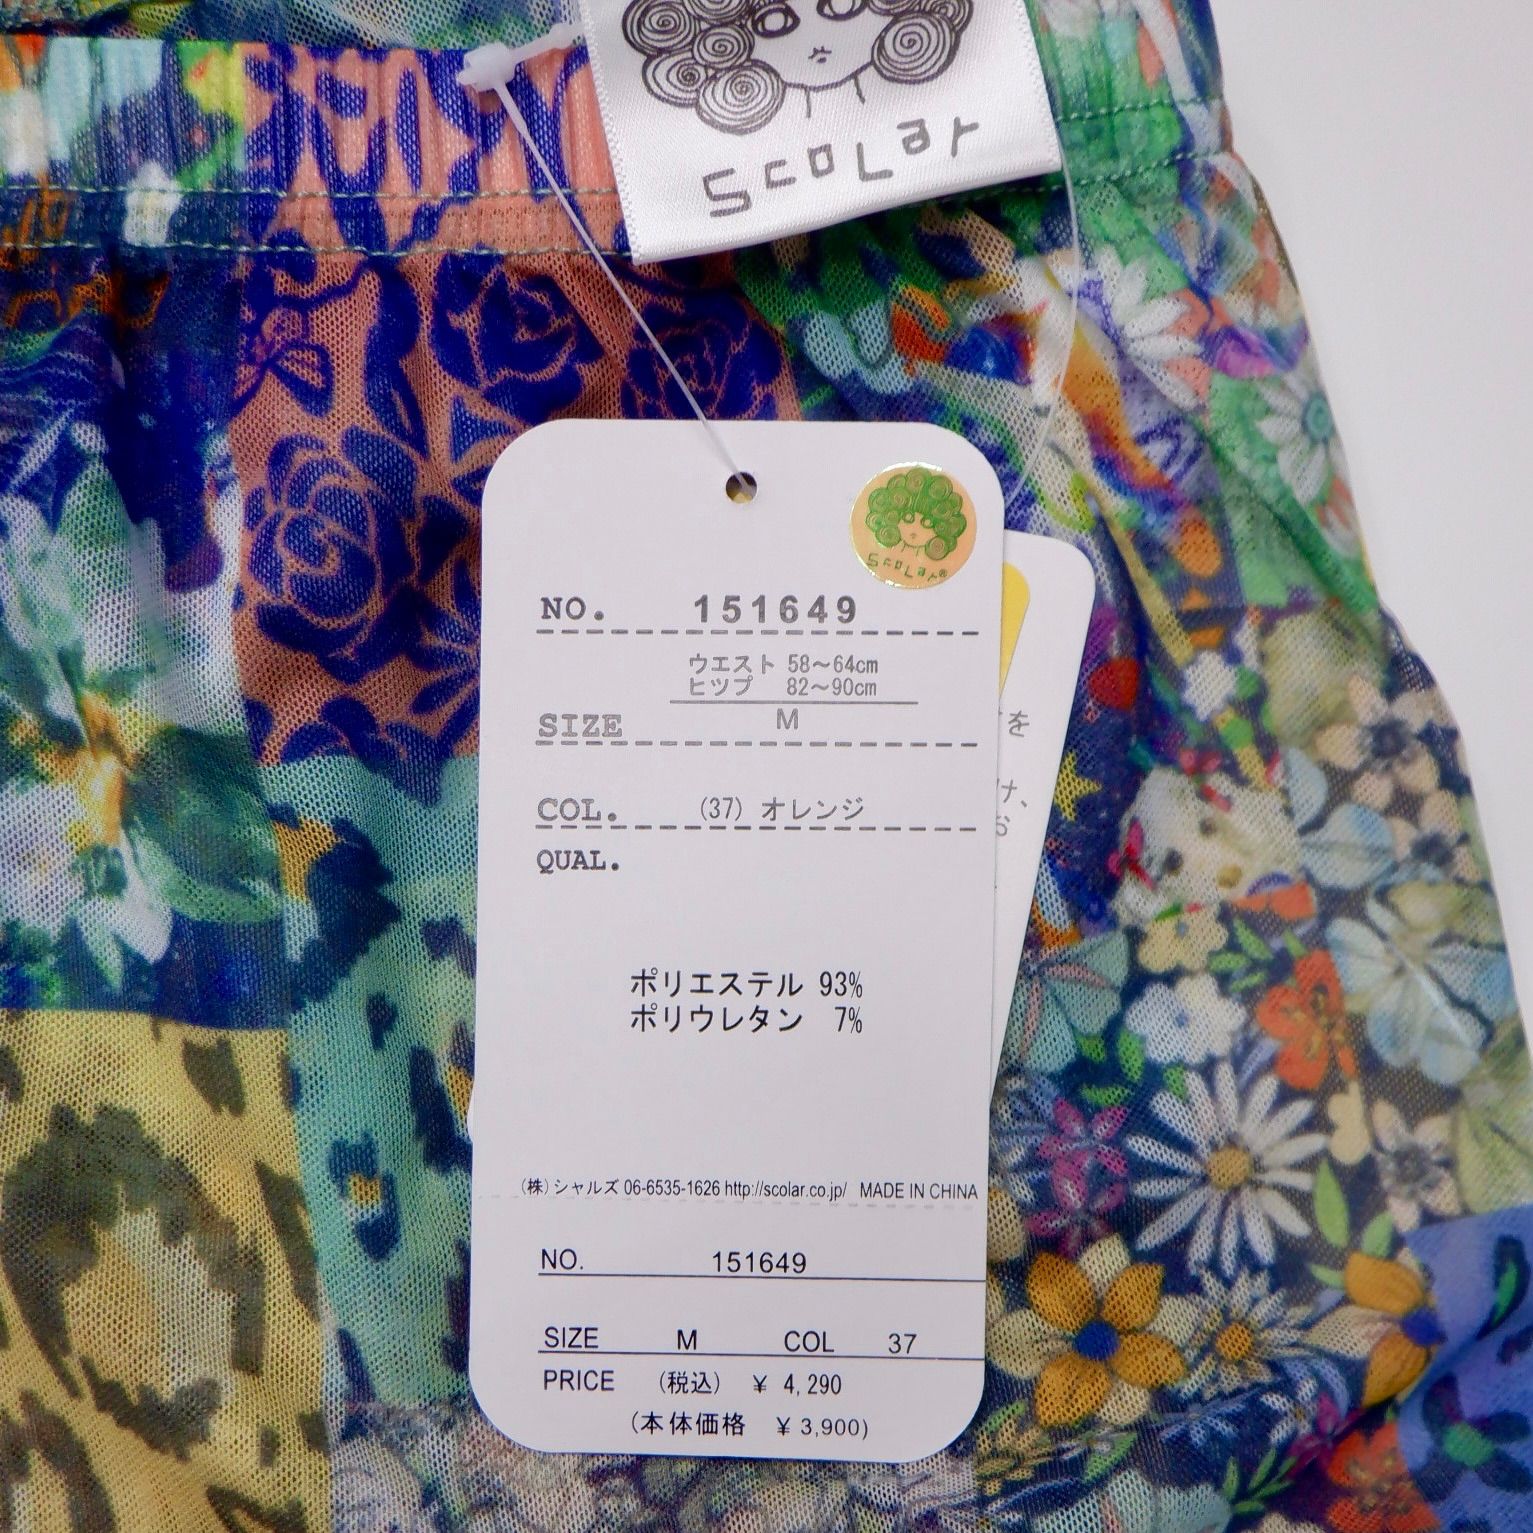 ScoLar
ScoLar®
NO. 151649
ウエスト 58～64cm
ヒップ 82～90cm
SIZE M
COL. (37) オレンジ
QUAL.
ポリエステル 93%
ポリウレタン 7%
(株)シャルズ 06-6535-1626 http://scolar.co.jp/ MADE IN CHINA
NO. 151649
SIZE M COL 37
PRICE (税込) ¥ 4,290
(本体価格 ¥ 3,900)
を
け、
お